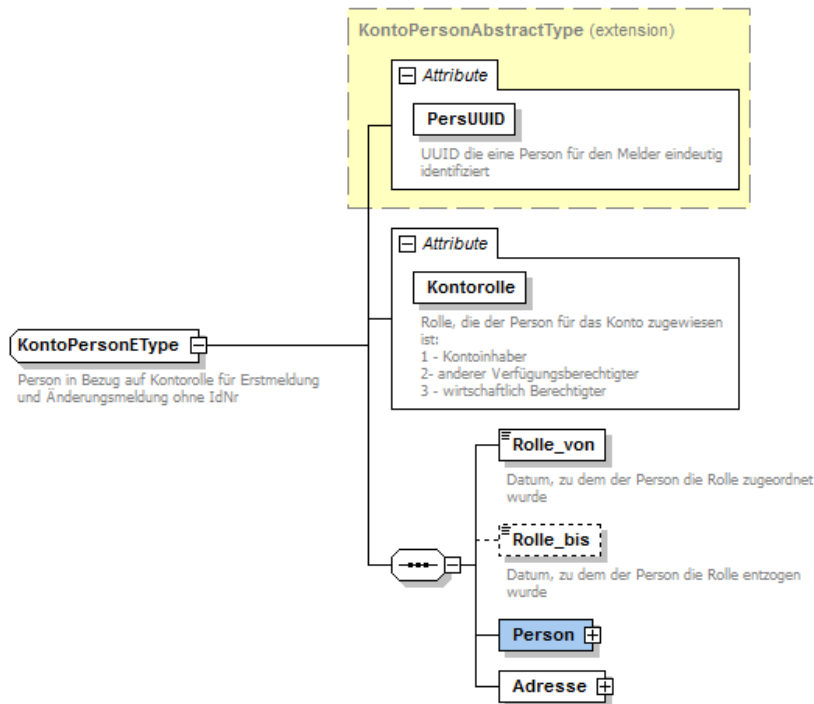 KontoPersonAbstractType (extension)
Attribute
PersUUID
UUID die eine Person für den Melder eindeutig
identifiziert
Attribute
Kontorolle
Rolle, die der Person für das Konto zugewiesen
ist:
1 - Kontoinhaber
2- anderer Verfügungsberechtigter
3 - wirtschaftlich Berechtigter
KontoPersonEType
Person in Bezug auf Kontorolle für Erstmeldung
und Änderungsmeldung ohne IdNr
Rolle_von
Datum, zu dem der Person die Rolle zugeordnet
wurde
Rolle_bis
Datum, zu dem der Person die Rolle entzogen
wurde
Person
Adresse